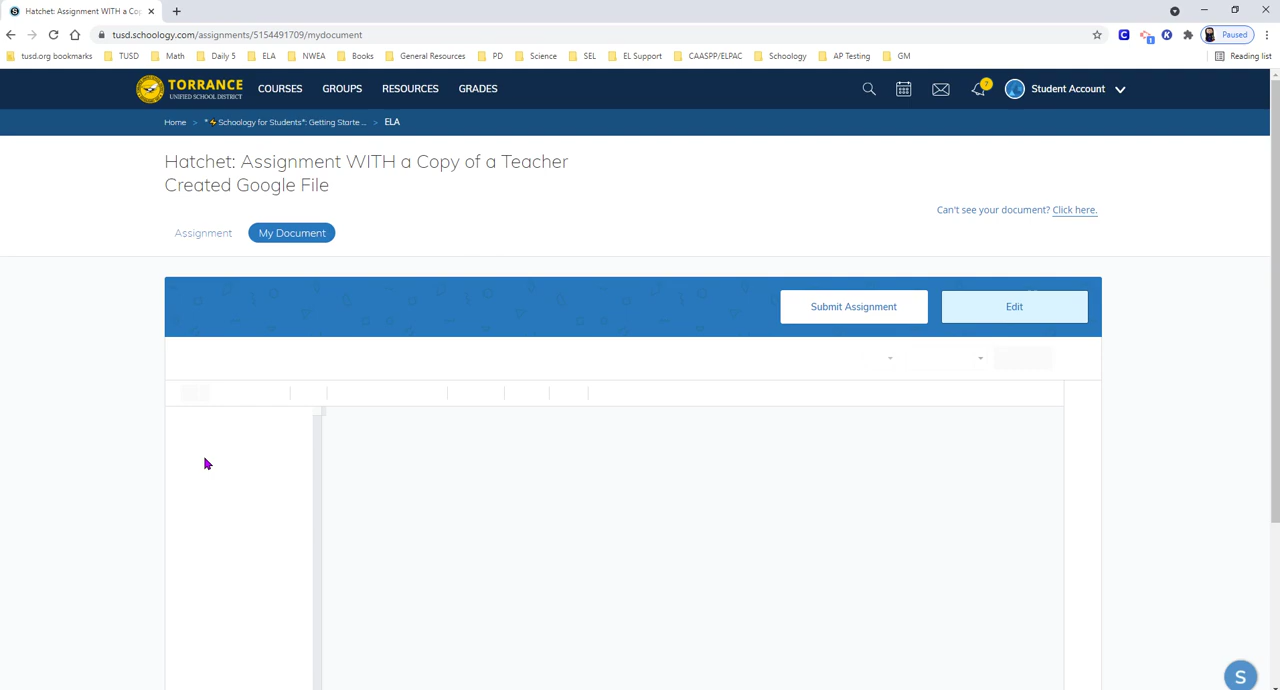 Hatchet: Assignment WITH a Cop
tusd.schoology.com/assignments/5154491709/mydocument
Paused
tusd.org bookmarks TUSD Math Daily 5 ELA NWEA Books General Resources PD Science SEL EL Support CAASPP/ELPAC Schoology AP Testing GM Reading list
TORRANCE
UNIFIED SCHOOL DISTRICT
COURSES GROUPS RESOURCES GRADES 7 Student Account
Home > *⚡Schoology for Students*: Getting Starte ... > ELA
Hatchet: Assignment WITH a Copy of a Teacher
Created Google File
Can't see your document? Click here.
Assignment My Document
Submit Assignment Edit
S